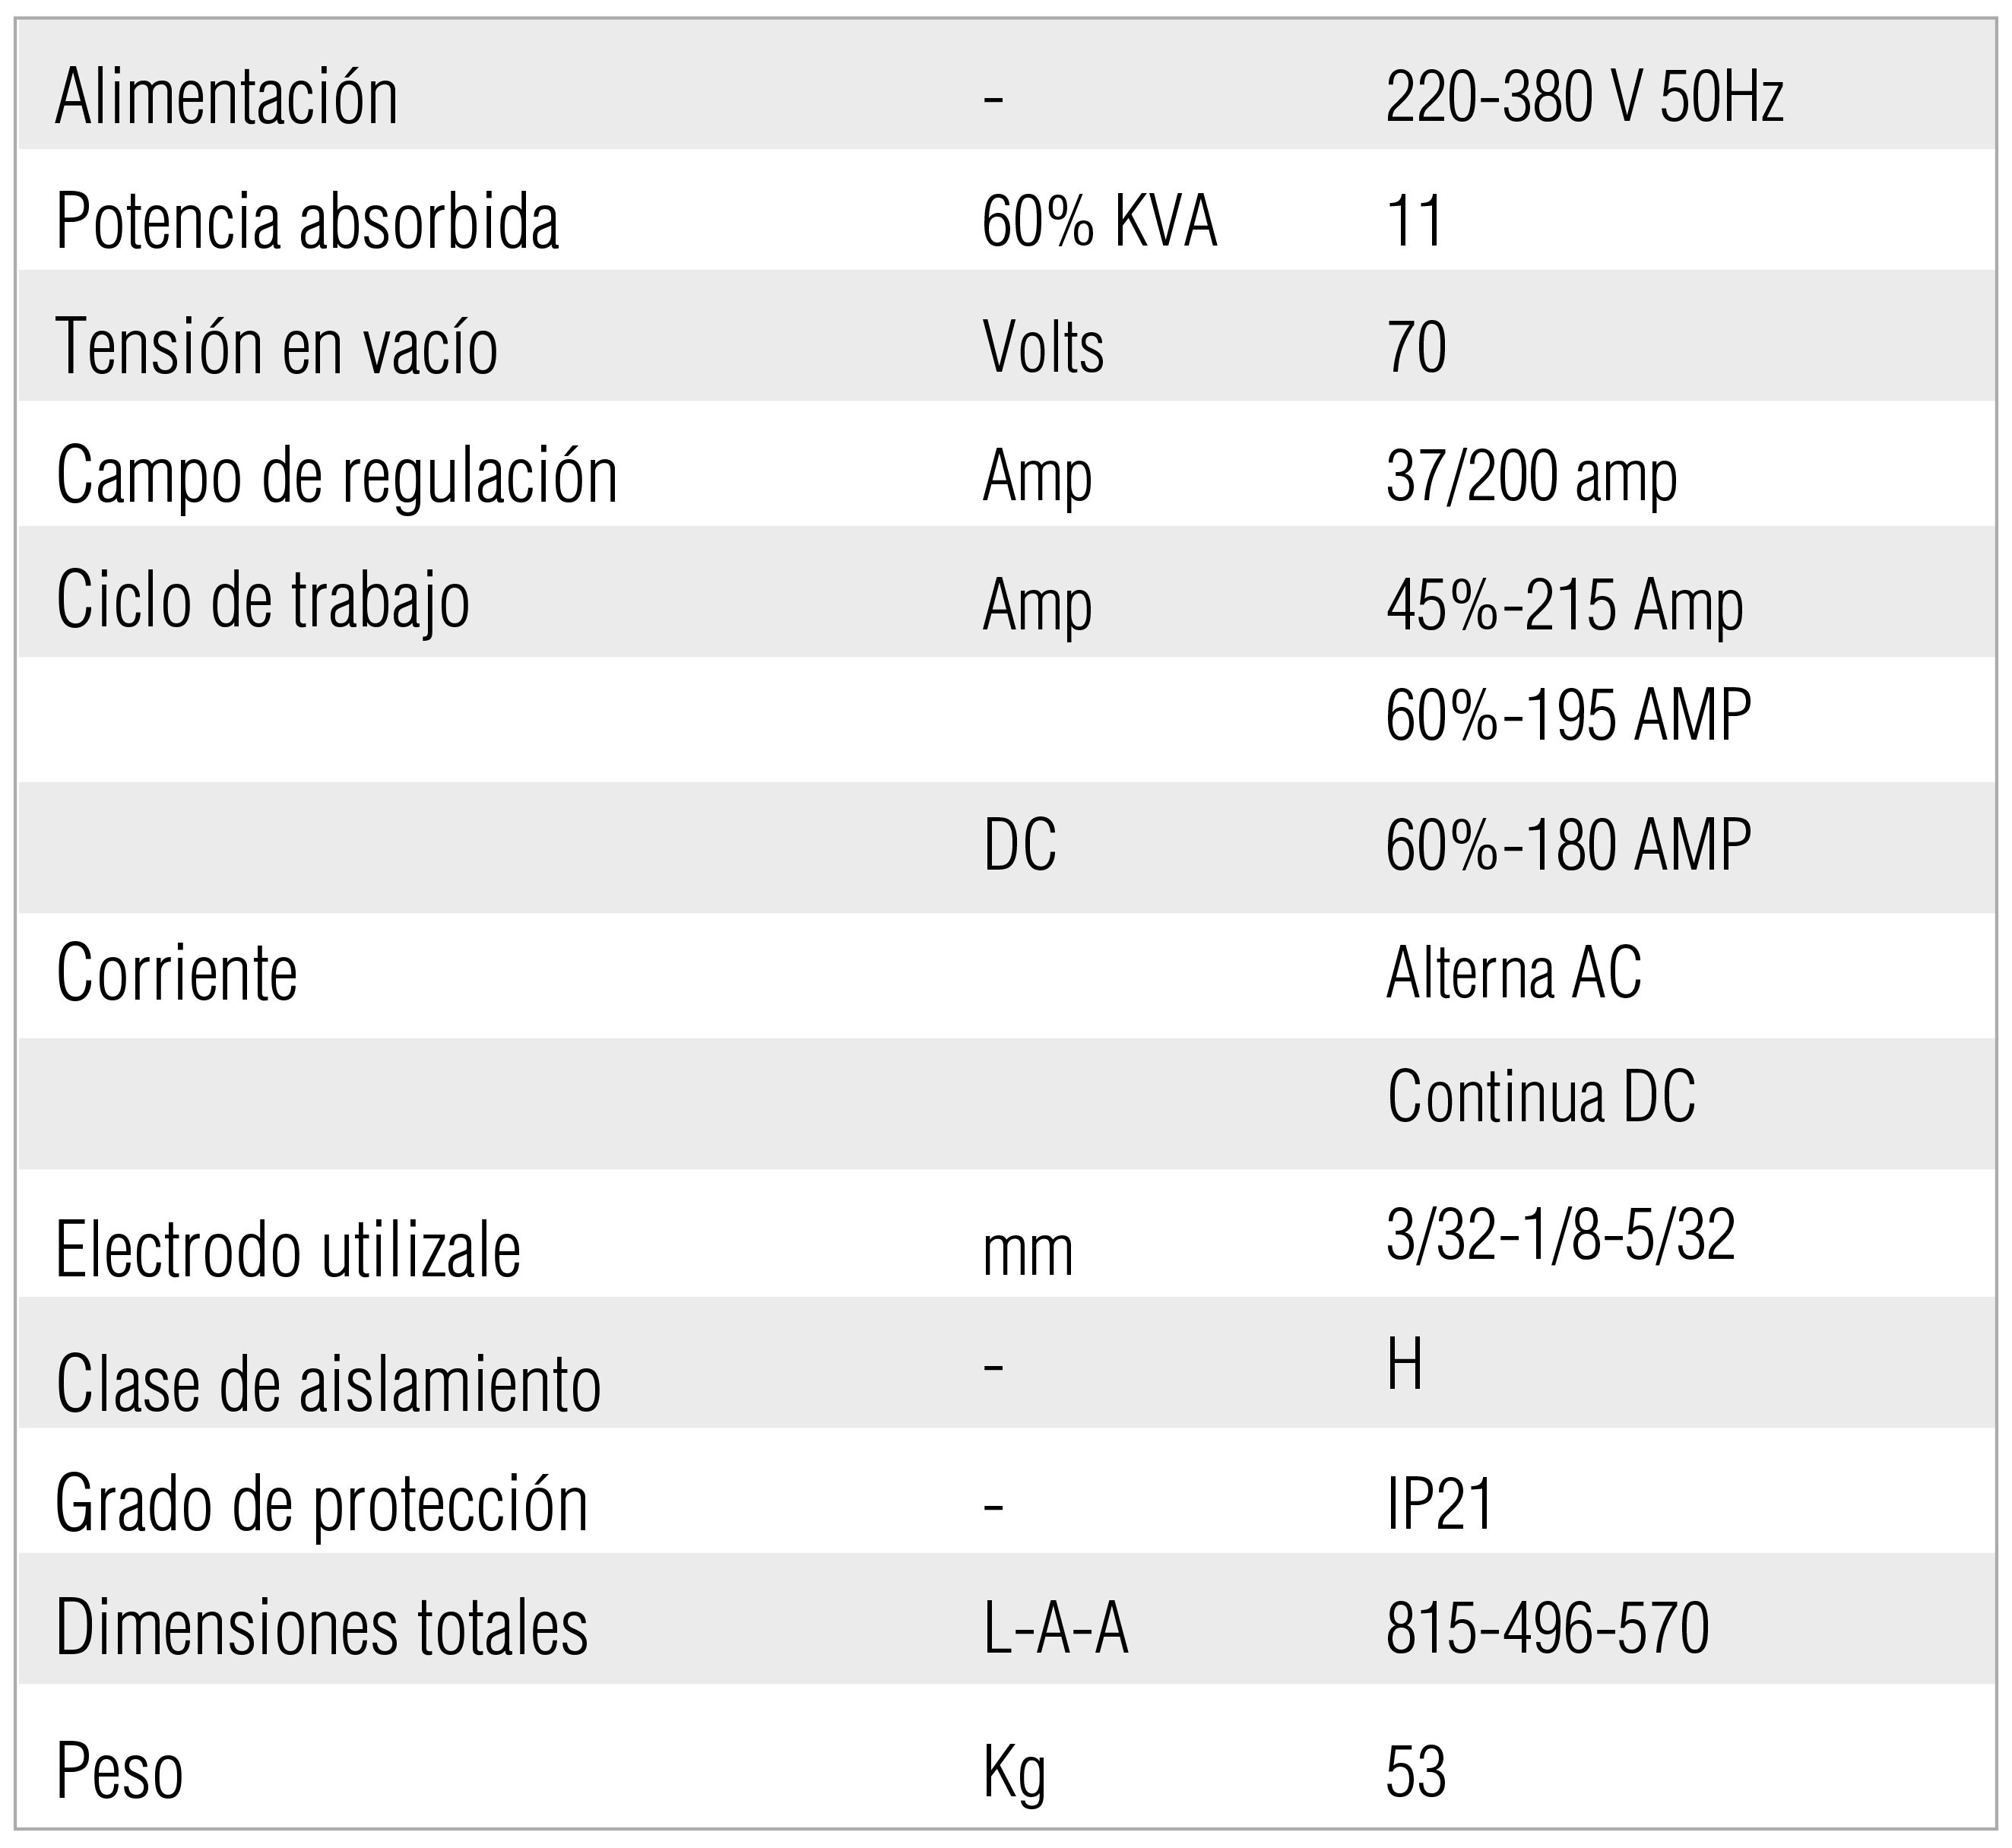 Alimentación - 220-380 V 50Hz
Potencia absorbida 60% KVA 11
Tensión en vacío Volts 70
Campo de regulación Amp 37/200 amp
Ciclo de trabajo Amp 45%-215 Amp
60%-195 AMP
DC 60%-180 AMP
Corriente Alterna AC
Continua DC
Electrodo utilizale mm 3/32-1/8-5/32
Clase de aislamiento - H
Grado de protección - IP21
Dimensiones totales L-A-A 815-496-570
Peso Kg 53